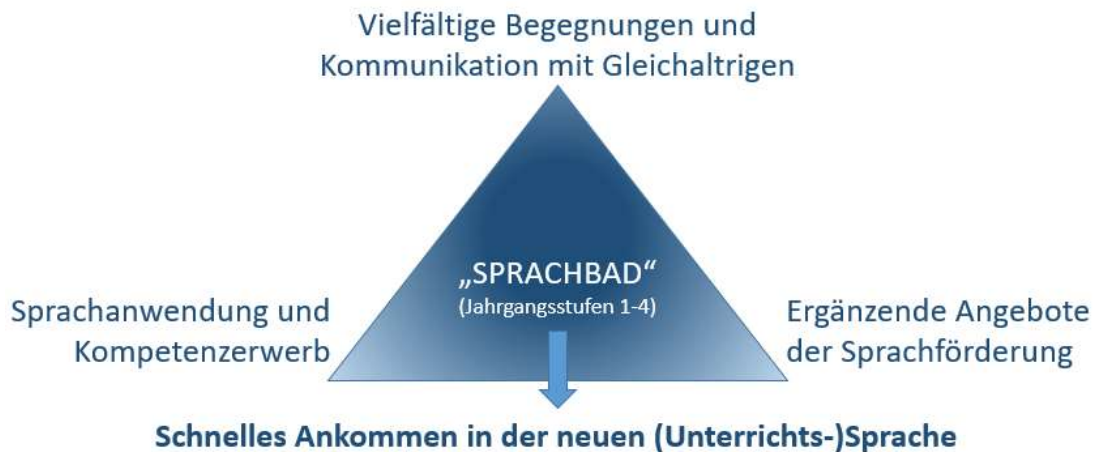 Vielfältige Begegnungen und
Kommunikation mit Gleichaltrigen
„SPRACHBAD“
(Jahrgangsstufen 1-4)
Sprachanwendung und
Kompetenzerwerb
Ergänzende Angebote
der Sprachförderung
Schnelles Ankommen in der neuen (Unterrichts-)Sprache